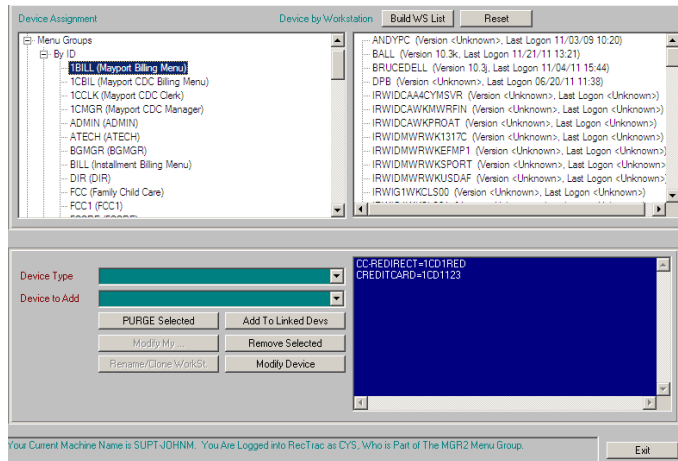 Device Assignment
Device by Workstation
Build WS List
Reset
Menu Groups
By ID
1BILL (Mayport Billing Menu)
1CBIL (Mayport CDC Billing Menu)
1CCLK (Mayport CDC Clerk)
1CMGR (Mayport CDC Manager)
ADMIN (ADMIN)
ATECH (ATECH)
BGMGR (BGMGR)
BILL (Installment Billing Menu)
DIR (DIR)
FCC (Family Child Care)
FCC1 (FCC1)
ANDYPC (Version <Unknown>, Last Logon 11/03/09 10:20)
BALL (Version 10.3k, Last Logon 11/21/11 13:21)
BRUCEDELL (Version 10.3j, Last Logon 11/04/11 15:44)
DPB (Version <Unknown>, Last Logon 06/20/11 11:38)
IRWIDCAA4CYMSVR (Version <Unknown>, Last Logon <Unknown>)
IRWIDCAWKMWRFIN (Version <Unknown>, Last Logon <Unknown>)
IRWIDCAWKPROAT (Version <Unknown>, Last Logon <Unknown>)
IRWIDMWRWK1317C (Version <Unknown>, Last Logon <Unknown>)
IRWIDMWRWKEFMP1 (Version <Unknown>, Last Logon <Unknown>)
IRWIDMWRWKSPORT (Version <Unknown>, Last Logon <Unknown>)
IRWIDMWRWKUSDAF (Version <Unknown>, Last Logon <Unknown>)
IRWIG1WKCLS00 (Version <Unknown>, Last Logon <Unknown>)
Device Type
Device to Add
PURGE Selected
Add To Linked Devs
Modify My ...
Remove Selected
Rename/Clone WorkSt.
Modify Device
CC-REDIRECT=1CD1RED
CREDITCARD=1CD1123
Your Current Machine Name is SUPT-JOHNM. You Are Logged into RecTrac as CYS, Who is Part of The MGR2 Menu Group.
Exit